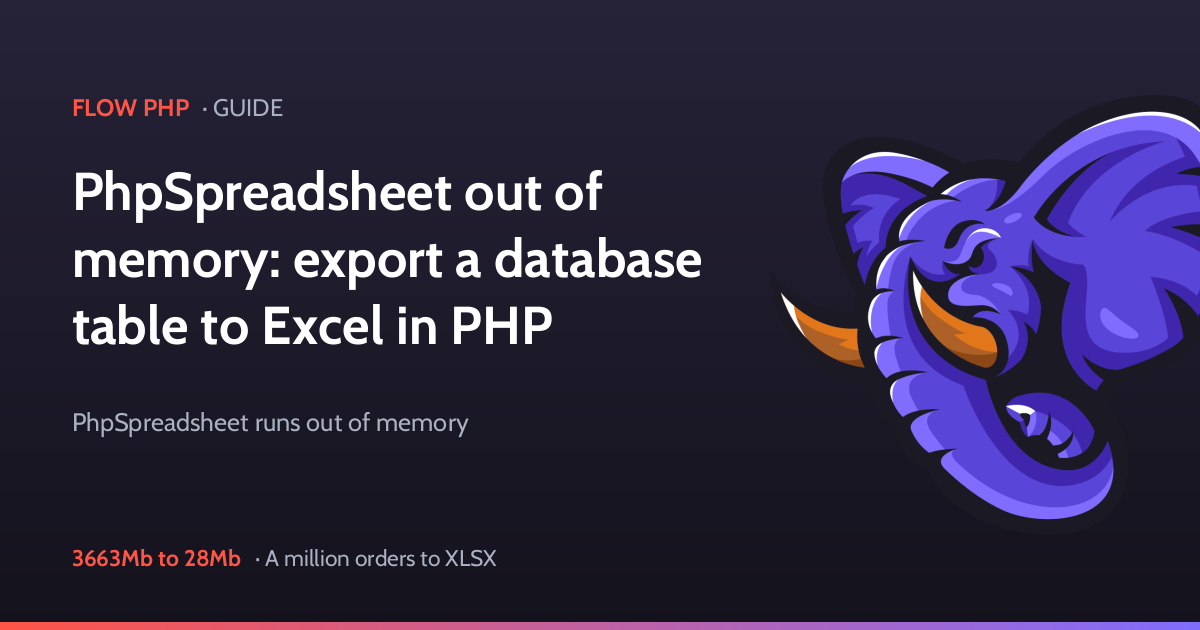 FLOW PHP · GUIDE
PhpSpreadsheet out of
memory: export a database
table to Excel in PHP
PhpSpreadsheet runs out of memory
3663Mb to 28Mb · A million orders to XLSX